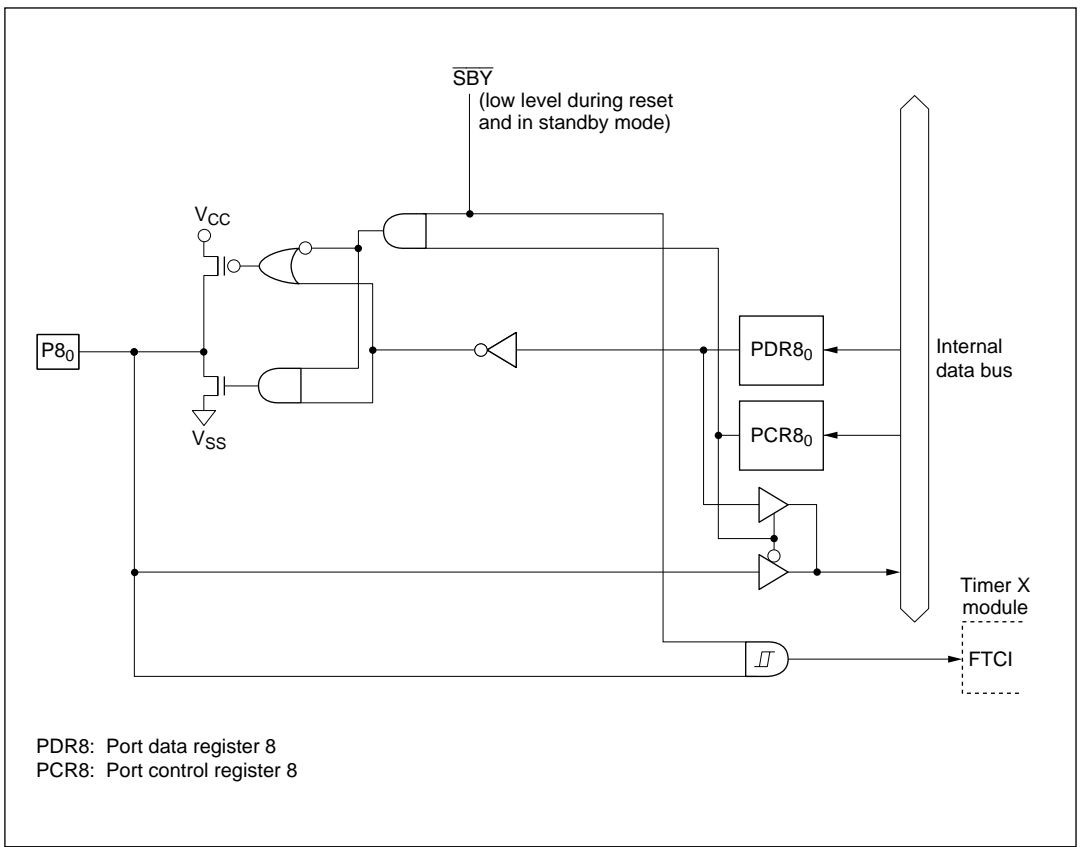 S̅B̅Y̅
(low level during reset
and in standby mode)
VCC
P80
VSS
PDR80
PCR80
Internal
data bus
Timer X
module
FTCI
PDR8: Port data register 8
PCR8: Port control register 8